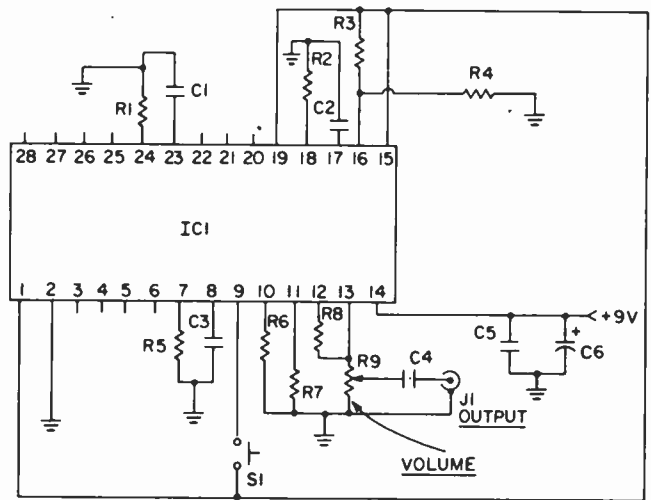 R3
R2
R4
C1
R1
C2
28 27 26 25 24 23 22 21 20 19 18 17 16 15
IC1
1 2 3 4 5 6 7 8 9 10 11 12 13 14
R8
+9V
C3
R6
R5
R9
C4
C5
+
C6
R7
J1
OUTPUT
S1
VOLUME